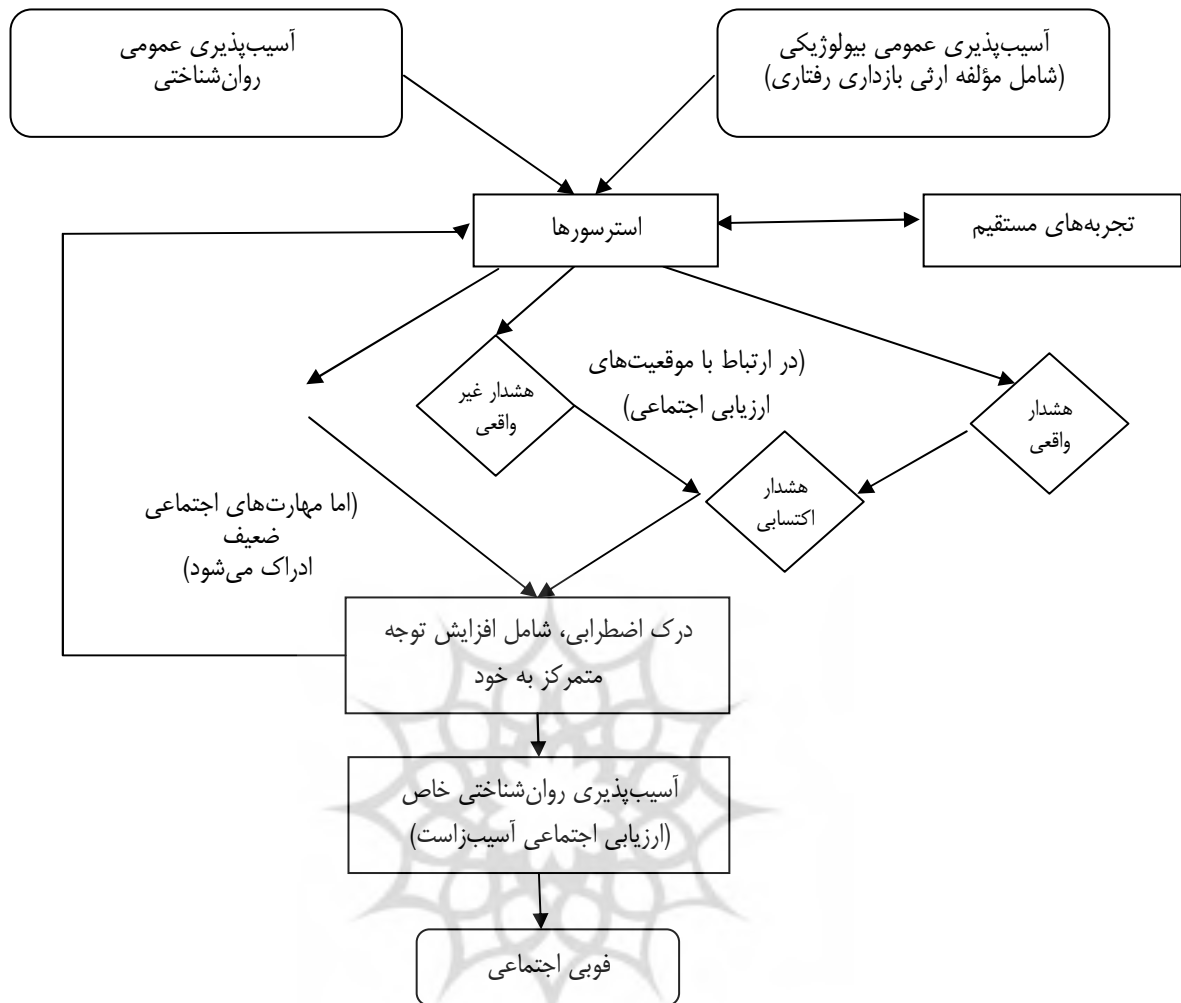 آسیب‌پذیری عمومی بیولوژیکی
(شامل مؤلفه ارثی بازداری رفتاری)
آسیب‌پذیری عمومی
روان‌شناختی
تجربه‌های مستقیم
استرسورها
هشدار
واقعی
(در ارتباط با موقعیت‌های
ارزیابی اجتماعی)
هشدار غیر
واقعی
هشدار
اکتسابی
(اما مهارت‌های اجتماعی
ضعیف
ادراک می‌شود)
درک اضطرابی، شامل افزایش توجه
متمرکز به خود
آسیب‌پذیری روان‌شناختی خاص
(ارزیابی اجتماعی آسیب‌زاست)
فوبی اجتماعی